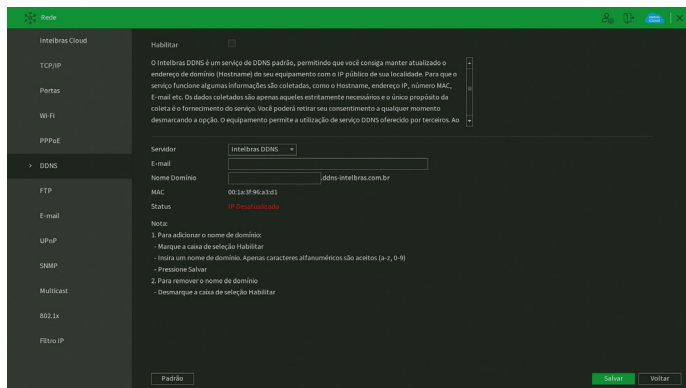 Rede
Intelbras Cloud
TCP/IP
Portas
Wi-Fi
PPPoE
DDNS
FTP
E-mail
UPnP
SNMP
Multicast
802.1x
Filtro IP
Habilitar
O Intelbras DDNS é um serviço de DDNS padrão, permitindo que você consiga manter atualizado o
endereço de domínio (Hostname) do seu equipamento com o IP público de sua localidade. Para que o
serviço funcione algumas informações são coletadas, como o Hostname, endereço IP, número MAC,
E-mail etc. Os dados coletados são apenas aqueles estritamente necessários e o único propósito da
coleta é o fornecimento do serviço. Você poderá retirar seu consentimento a qualquer momento
desmarcando a opção. O equipamento permite a utilização de serviço DDNS oferecido por terceiros. Ao
Servidor Intelbras DDNS
E-mail
Nome Domínio .ddns-intelbras.com.br
MAC 00:1a:3f:96:a3:d1
Status IP Desatualizado
Nota:
1. Para adicionar o nome de domínio:
- Marque a caixa de seleção Habilitar
- Insira um nome de domínio. Apenas caracteres alfanuméricos são aceitos (a-z, 0-9)
- Pressione Salvar
2. Para remover o nome de domínio
- Desmarque a caixa de seleção Habilitar
Padrão
Salvar
Voltar